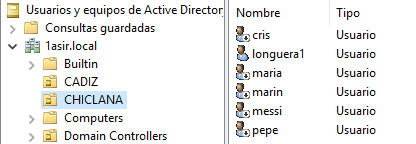 Usuarios y equipos de Active Director
Consultas guardadas
1asir.local
Builtin
CADIZ
CHICLANA
Computers
Domain Controllers
Nombre Tipo
cris Usuario
longuera1 Usuario
maria Usuario
marin Usuario
messi Usuario
pepe Usuario